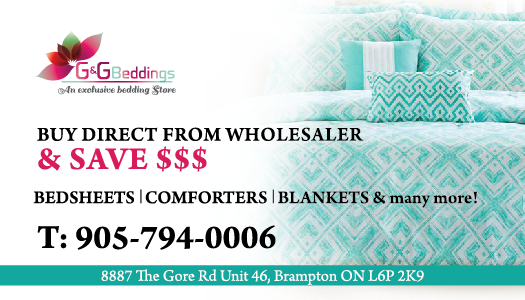 G&GBeddings
An exclusive bedding Store
BUY DIRECT FROM WHOLESALER
& SAVE $$$
BEDSHEETS | COMFORTERS | BLANKETS & many more!
T: 905-794-0006
8887 The Gore Rd Unit 46, Brampton ON L6P 2K9